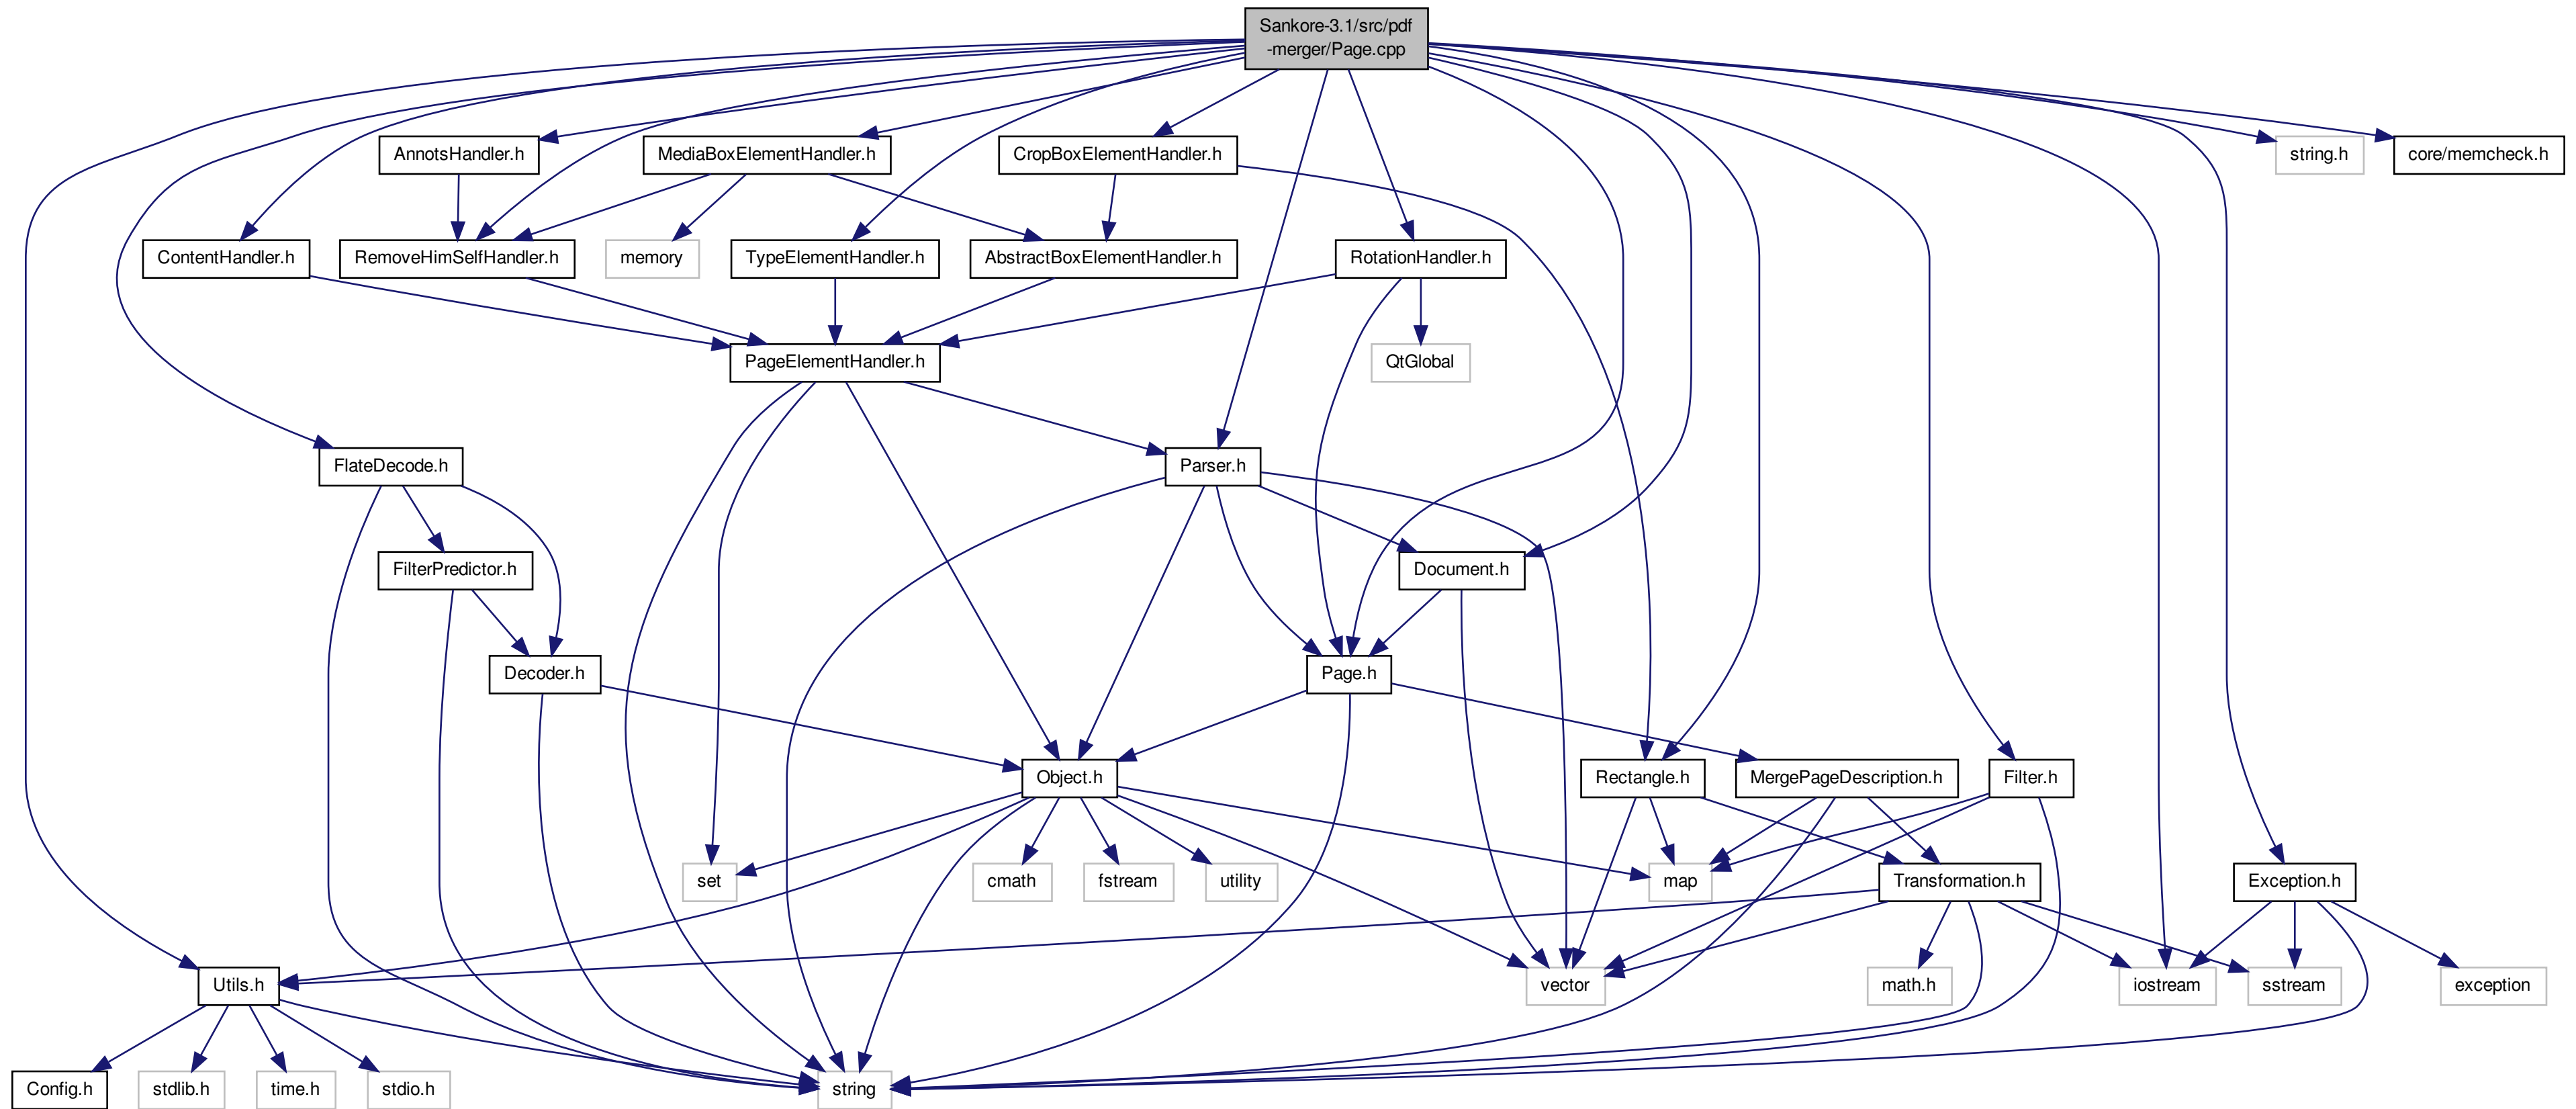 Sankore-3.1/src/pdf
-merger/Page.cpp
AnnotsHandler.h
MediaBoxElementHandler.h
CropBoxElementHandler.h
string.h
core/memcheck.h
ContentHandler.h
RemoveHimSelfHandler.h
memory
TypeElementHandler.h
AbstractBoxElementHandler.h
RotationHandler.h
PageElementHandler.h
QtGlobal
FlateDecode.h
Parser.h
FilterPredictor.h
Document.h
Decoder.h
Page.h
Object.h
Rectangle.h
MergePageDescription.h
Filter.h
set
cmath
fstream
utility
map
Transformation.h
Exception.h
Utils.h
vector
math.h
iostream
sstream
exception
Config.h
stdlib.h
time.h
stdio.h
string